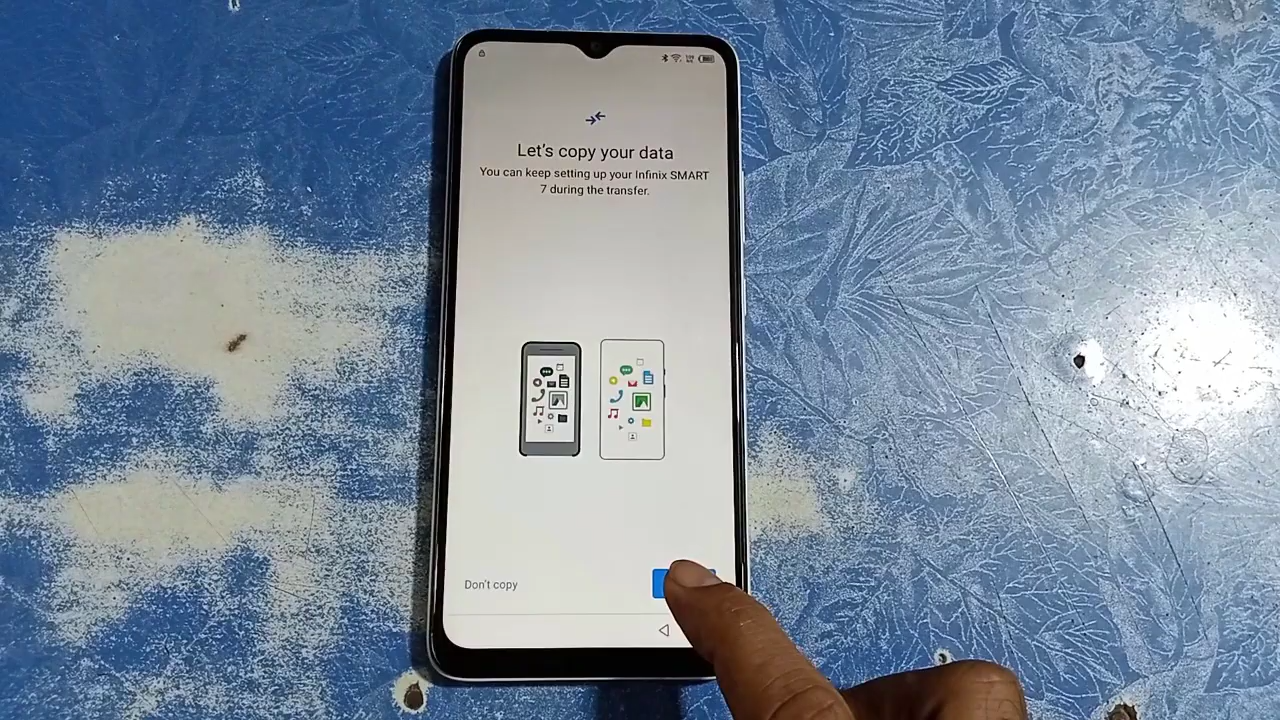 Let's copy your data
You can keep setting up your Infinix SMART
7 during the transfer.
Don't copy